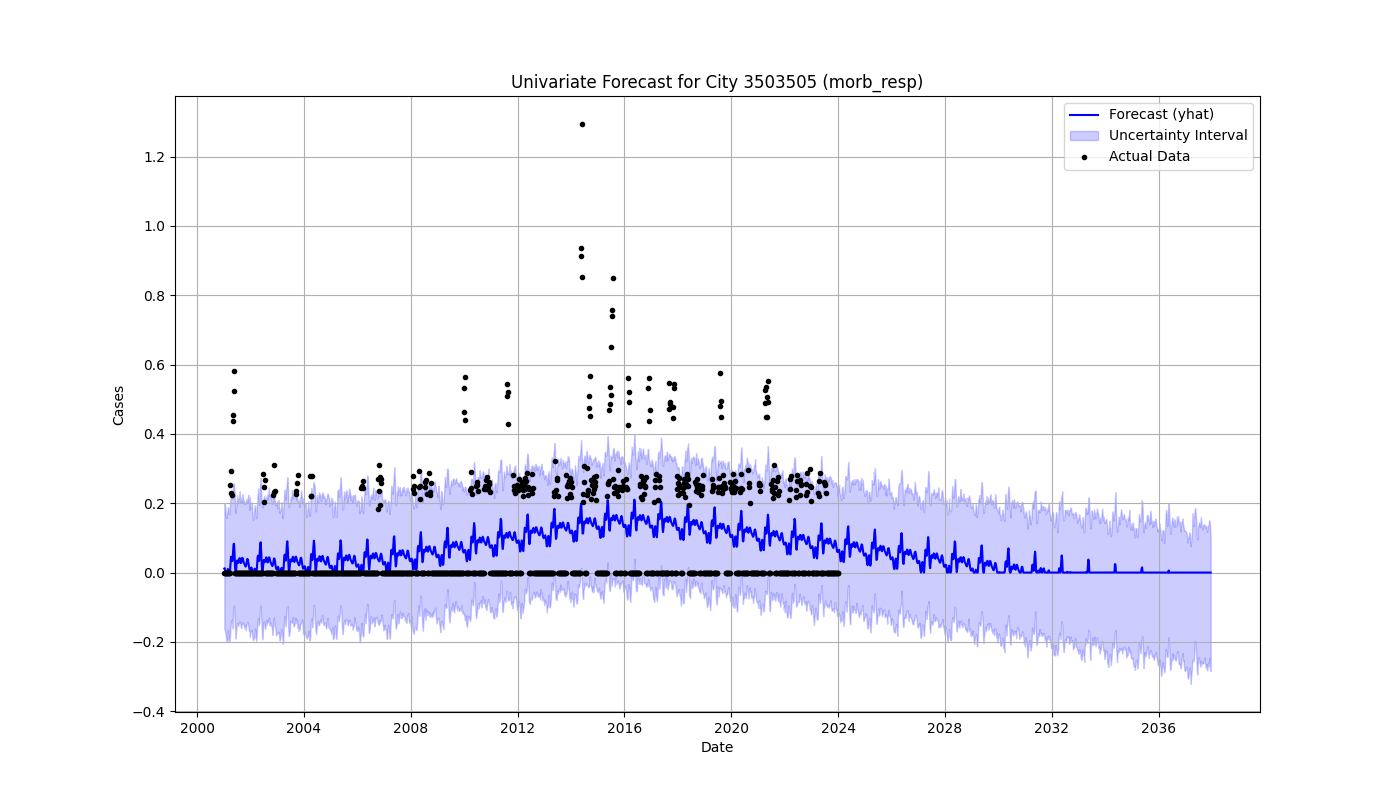 Univariate Forecast for City 3503505 (morb_resp)
Forecast (yhat)
Uncertainty Interval
Actual Data
Cases
1.2
1.0
0.8
0.6
0.4
0.2
0.0
−0.2
−0.4
2000 2004 2008 2012 2016 2020 2024 2028 2032 2036
Date